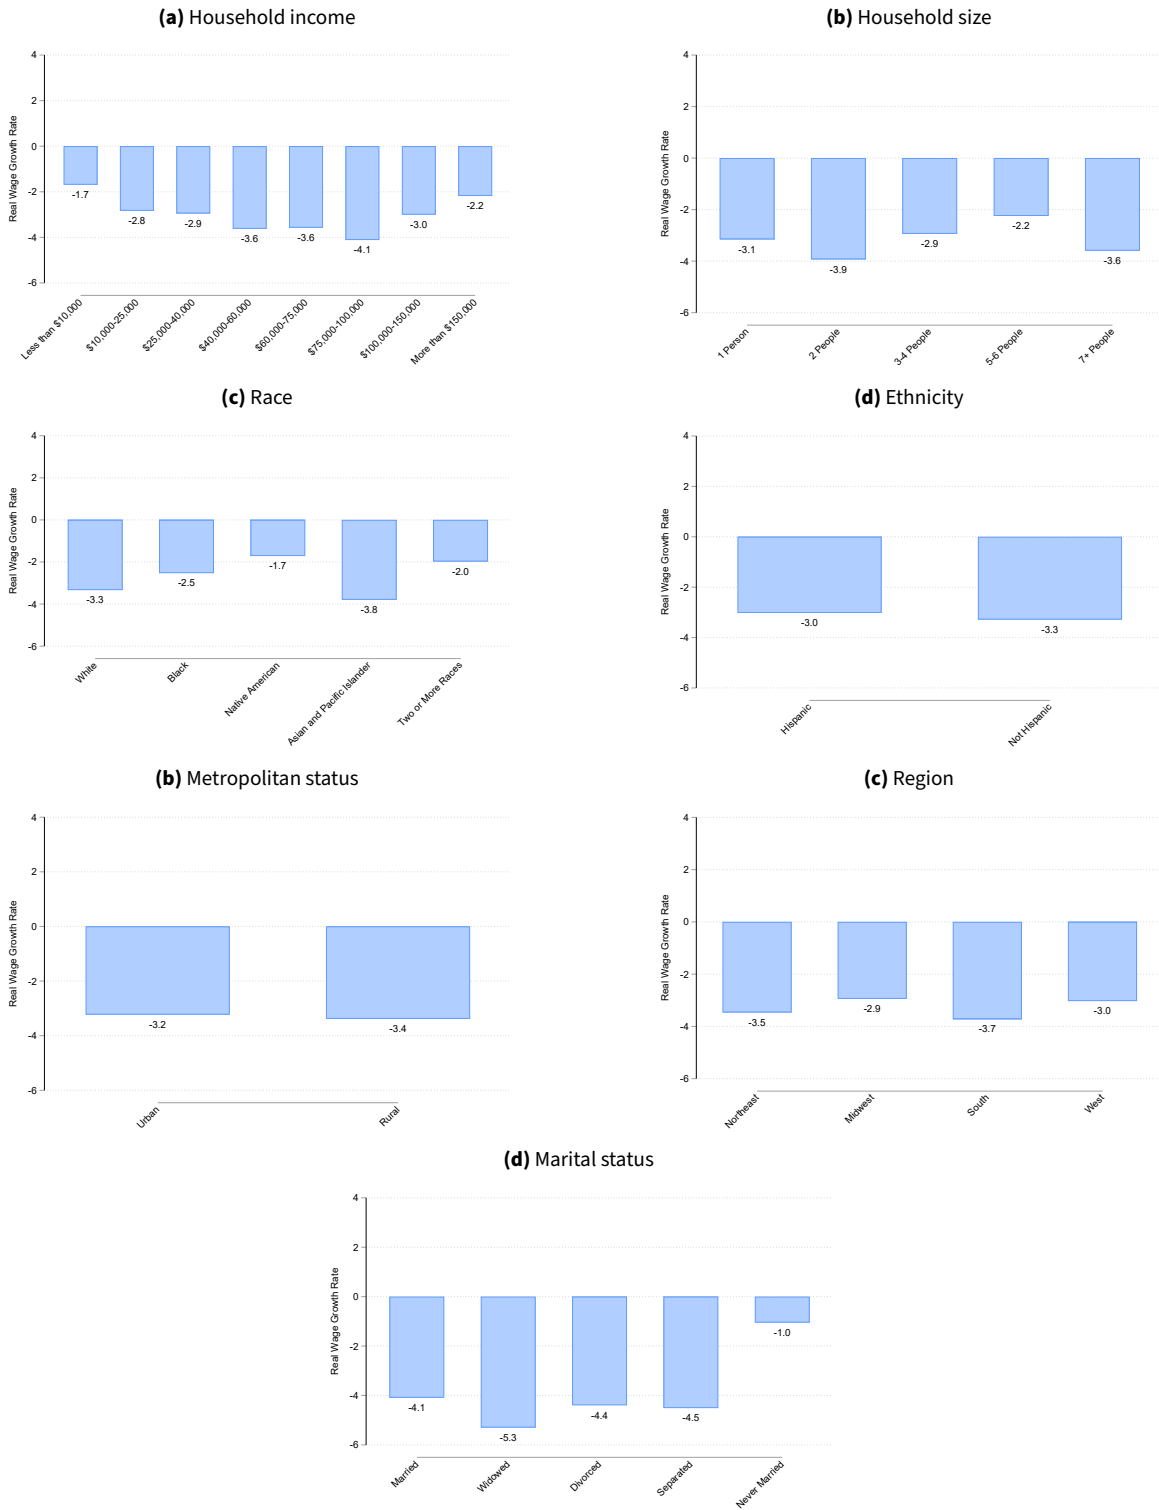 (a) Household income
Real Wage Growth Rate
4
2
0
-2
-4
-6
-1.7
-2.8
-2.9
-3.6
-3.6
-4.1
-3.0
-2.2
Less than $10,000
$10,000-25,000
$25,000-40,000
$40,000-60,000
$60,000-75,000
$75,000-100,000
$100,000-150,000
More than $150,000
(b) Household size
Real Wage Growth Rate
4
2
0
-2
-4
-6
-3.1
-3.9
-2.9
-2.2
-3.6
1 Person
2 People
3-4 People
5-6 People
7+ People
(c) Race
Real Wage Growth Rate
4
2
0
-2
-4
-6
-3.3
-2.5
-1.7
-3.8
-2.0
White
Black
Native American
Asian and Pacific Islander
Two or More Races
(d) Ethnicity
Real Wage Growth Rate
4
2
0
-2
-4
-6
-3.0
-3.3
Hispanic
Not Hispanic
(b) Metropolitan status
Real Wage Growth Rate
4
2
0
-2
-4
-6
-3.2
-3.4
Urban
Rural
(c) Region
Real Wage Growth Rate
4
2
0
-2
-4
-6
-3.5
-2.9
-3.7
-3.0
Northeast
Midwest
South
West
(d) Marital status
Real Wage Growth Rate
4
2
0
-2
-4
-6
-4.1
-5.3
-4.4
-4.5
-1.0
Married
Widowed
Divorced
Separated
Never Married